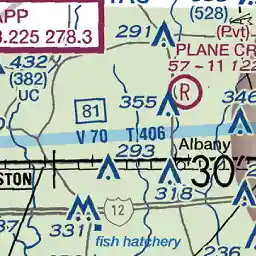 APP
.225 278.3
291
(528)
(Pvt)
PLANE CR
57-11 122
432
(382)
UC
R
355
346
81
V 70
T 406
Albany
293
STON
30
318
12
331
fish hatchery
236